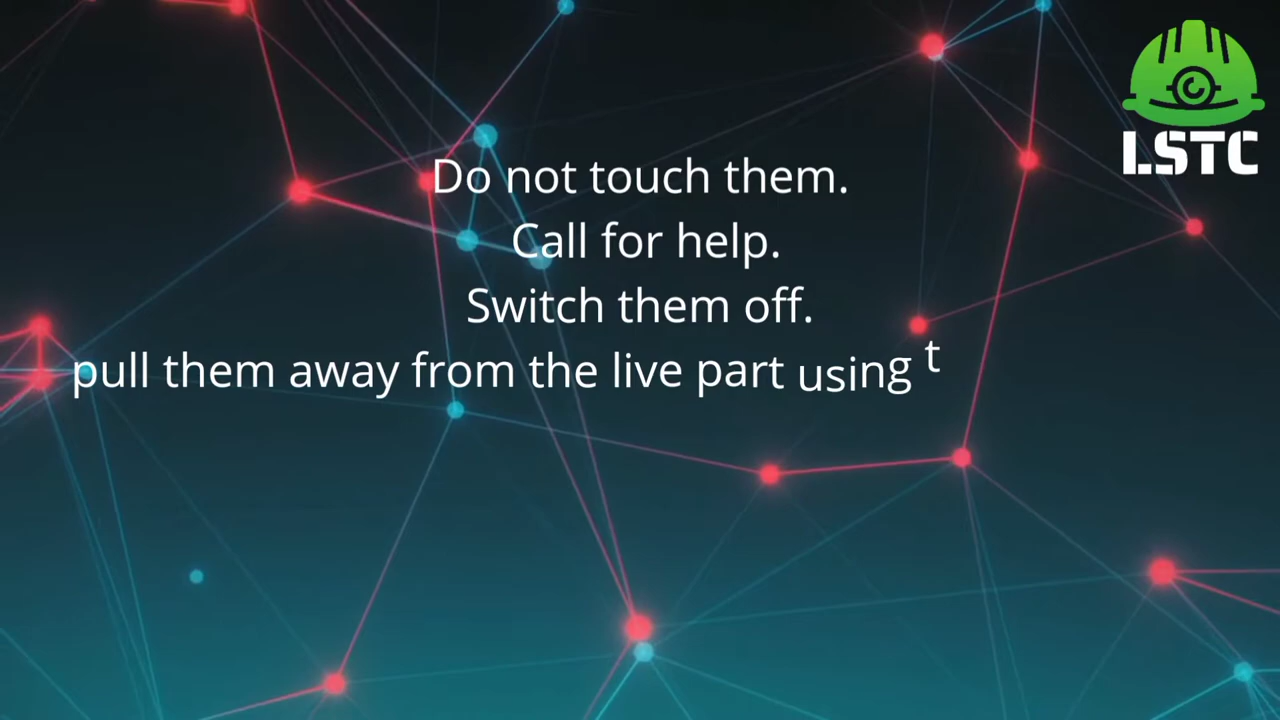 LSTC
Do not touch them.
Call for help.
Switch them off.
pull them away from the live part using t